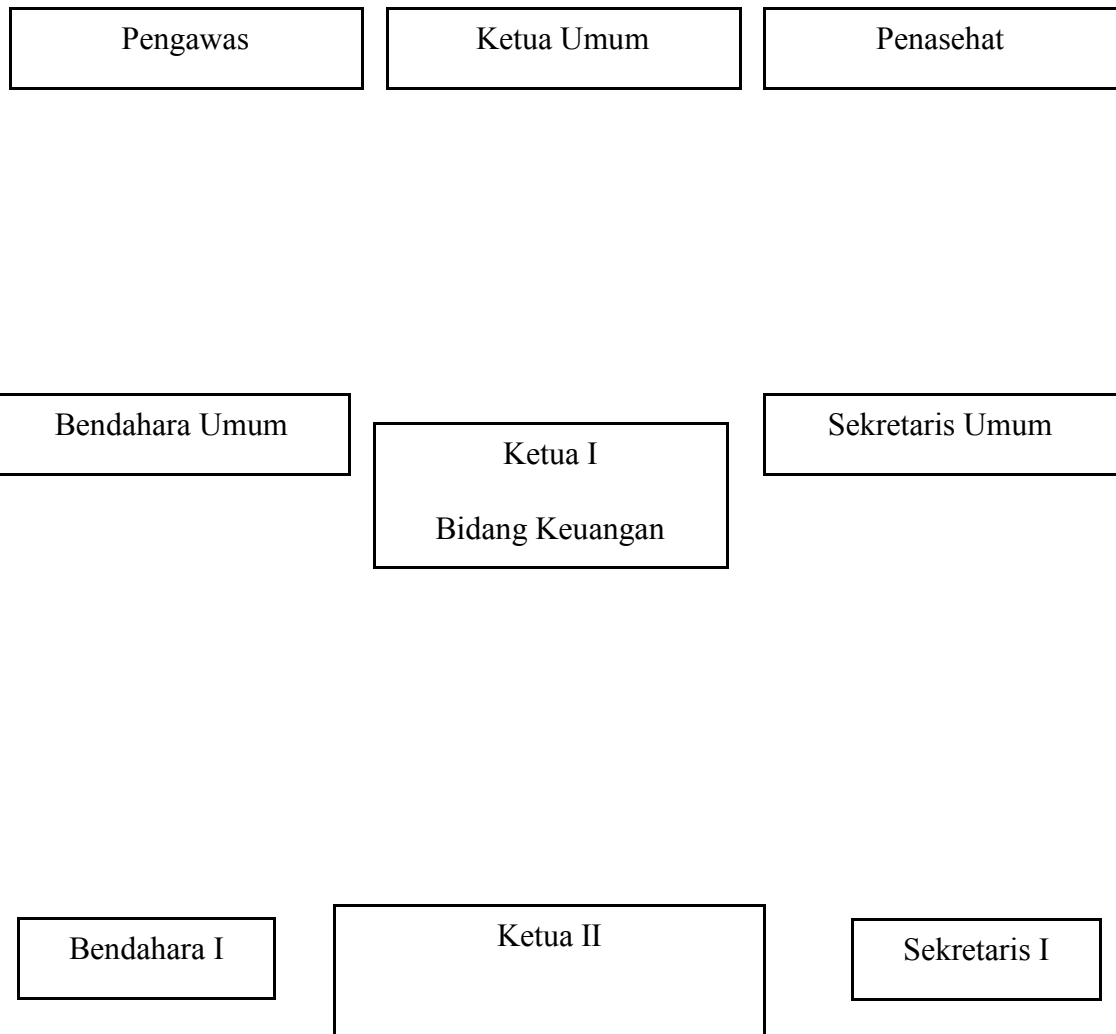 Pengawas
Ketua Umum
Penasehat
Bendahara Umum
Ketua I
Bidang Keuangan
Sekretaris Umum
Bendahara I
Ketua II
Sekretaris I